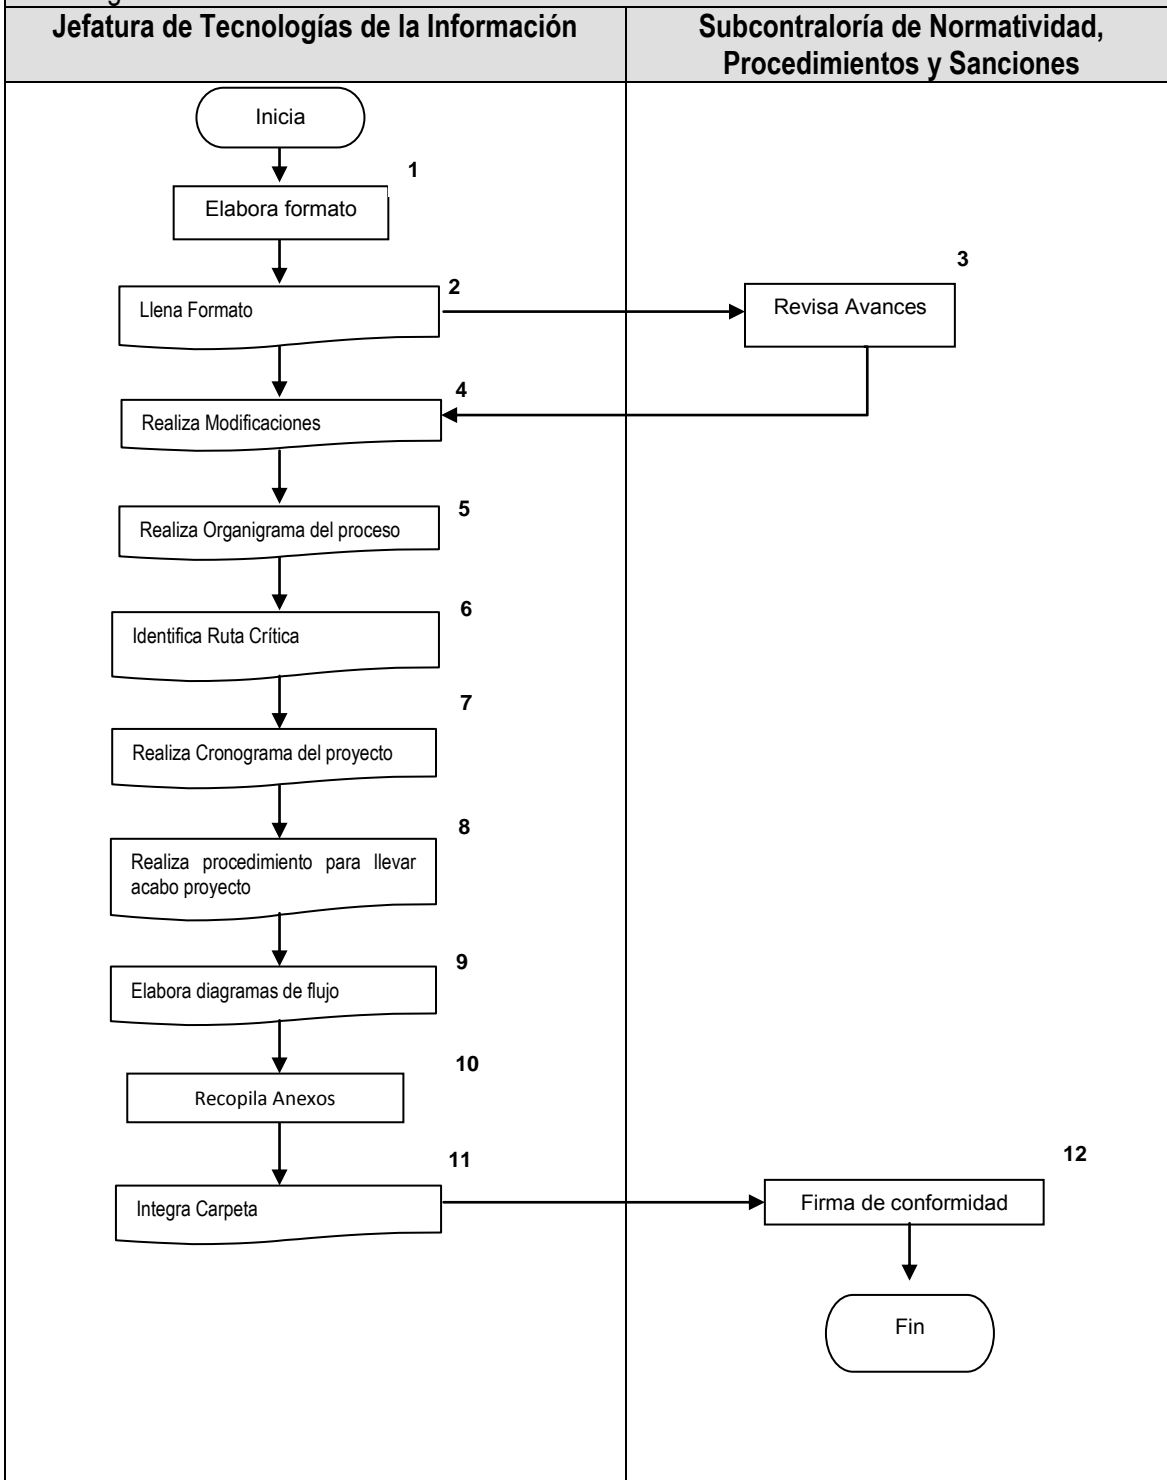 Jefatura de Tecnologías de la Información
Subcontraloría de Normatividad,
Procedimientos y Sanciones
Inicia
1
Elabora formato
2
Llena Formato
3
Revisa Avances
4
Realiza Modificaciones
5
Realiza Organigrama del proceso
6
Identifica Ruta Crítica
7
Realiza Cronograma del proyecto
8
Realiza procedimiento para llevar
acabo proyecto
9
Elabora diagramas de flujo
10
Recopila Anexos
11
Integra Carpeta
12
Firma de conformidad
Fin